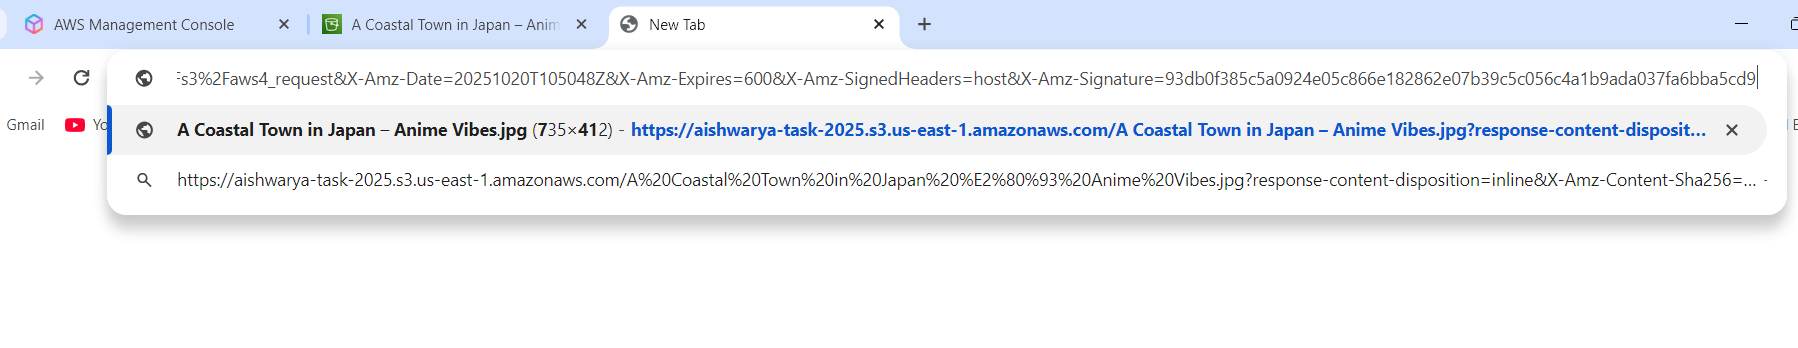 AWS Management Console
A Coastal Town in Japan – Anim
New Tab
s3%2Faws4_request&X-Amz-Date=20251020T105048Z&X-Amz-Expires=600&X-Amz-SignedHeaders=host&X-Amz-Signature=93db0f385c5a0924e05c866e182862e07b39c5c056c4a1b9ada037fa6bba5cd9
Gmail
Yo
A Coastal Town in Japan – Anime Vibes.jpg (735×412) - https://aishwarya-task-2025.s3.us-east-1.amazonaws.com/A Coastal Town in Japan – Anime Vibes.jpg?response-content-disposit...
https://aishwarya-task-2025.s3.us-east-1.amazonaws.com/A%20Coastal%20Town%20in%20Japan%20%E2%80%93%20Anime%20Vibes.jpg?response-content-disposition=inline&X-Amz-Content-Sha256=... -